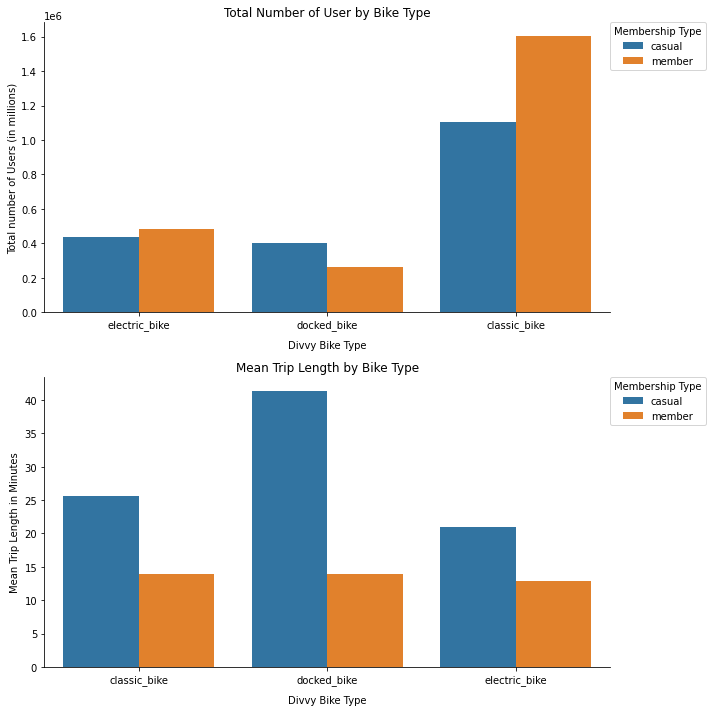 Total Number of User by Bike Type
1e6
Membership Type
casual
member
Total number of Users (in millions)
1.6
1.4
1.2
1.0
0.8
0.6
0.4
0.2
0.0
electric_bike docked_bike classic_bike
Divvy Bike Type
Mean Trip Length by Bike Type
Membership Type
casual
member
Mean Trip Length in Minutes
40
35
30
25
20
15
10
5
0
classic_bike docked_bike electric_bike
Divvy Bike Type